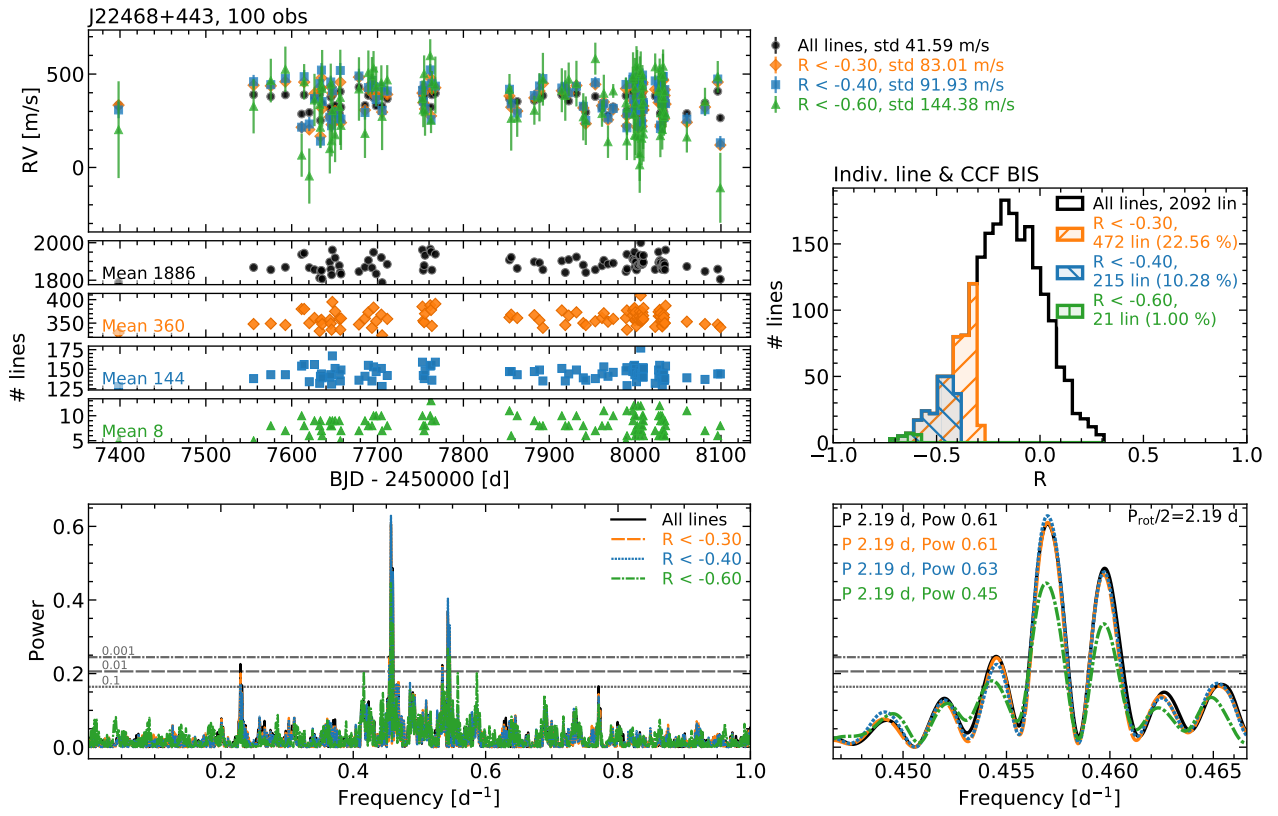 J22468+443, 100 obs
RV [m/s]
500
0
All lines, std 41.59 m/s
R < -0.30, std 83.01 m/s
R < -0.40, std 91.93 m/s
R < -0.60, std 144.38 m/s
2000
1800
Mean 1886
400
350
Mean 360
175
150
125
Mean 144
10
5
Mean 8
# lines
7400 7500 7600 7700 7800 7900 8000 8100
BJD - 2450000 [d]
Indiv. line & CCF BIS
All lines, 2092 lin
R < -0.30,
472 lin (22.56 %)
R < -0.40,
215 lin (10.28 %)
R < -0.60,
21 lin (1.00 %)
# lines
150
100
50
0
−1.0 −0.5 0.0 0.5 1.0
R
Power
0.6
0.4
0.2
0.0
All lines
R < -0.30
R < -0.40
R < -0.60
0.001
0.01
0.1
0.2 0.4 0.6 0.8 1.0
Frequency [d−1]
P 2.19 d, Pow 0.61
P 2.19 d, Pow 0.61
P 2.19 d, Pow 0.63
P 2.19 d, Pow 0.45
Prot/2=2.19 d
0.450 0.455 0.460 0.465
Frequency [d−1]